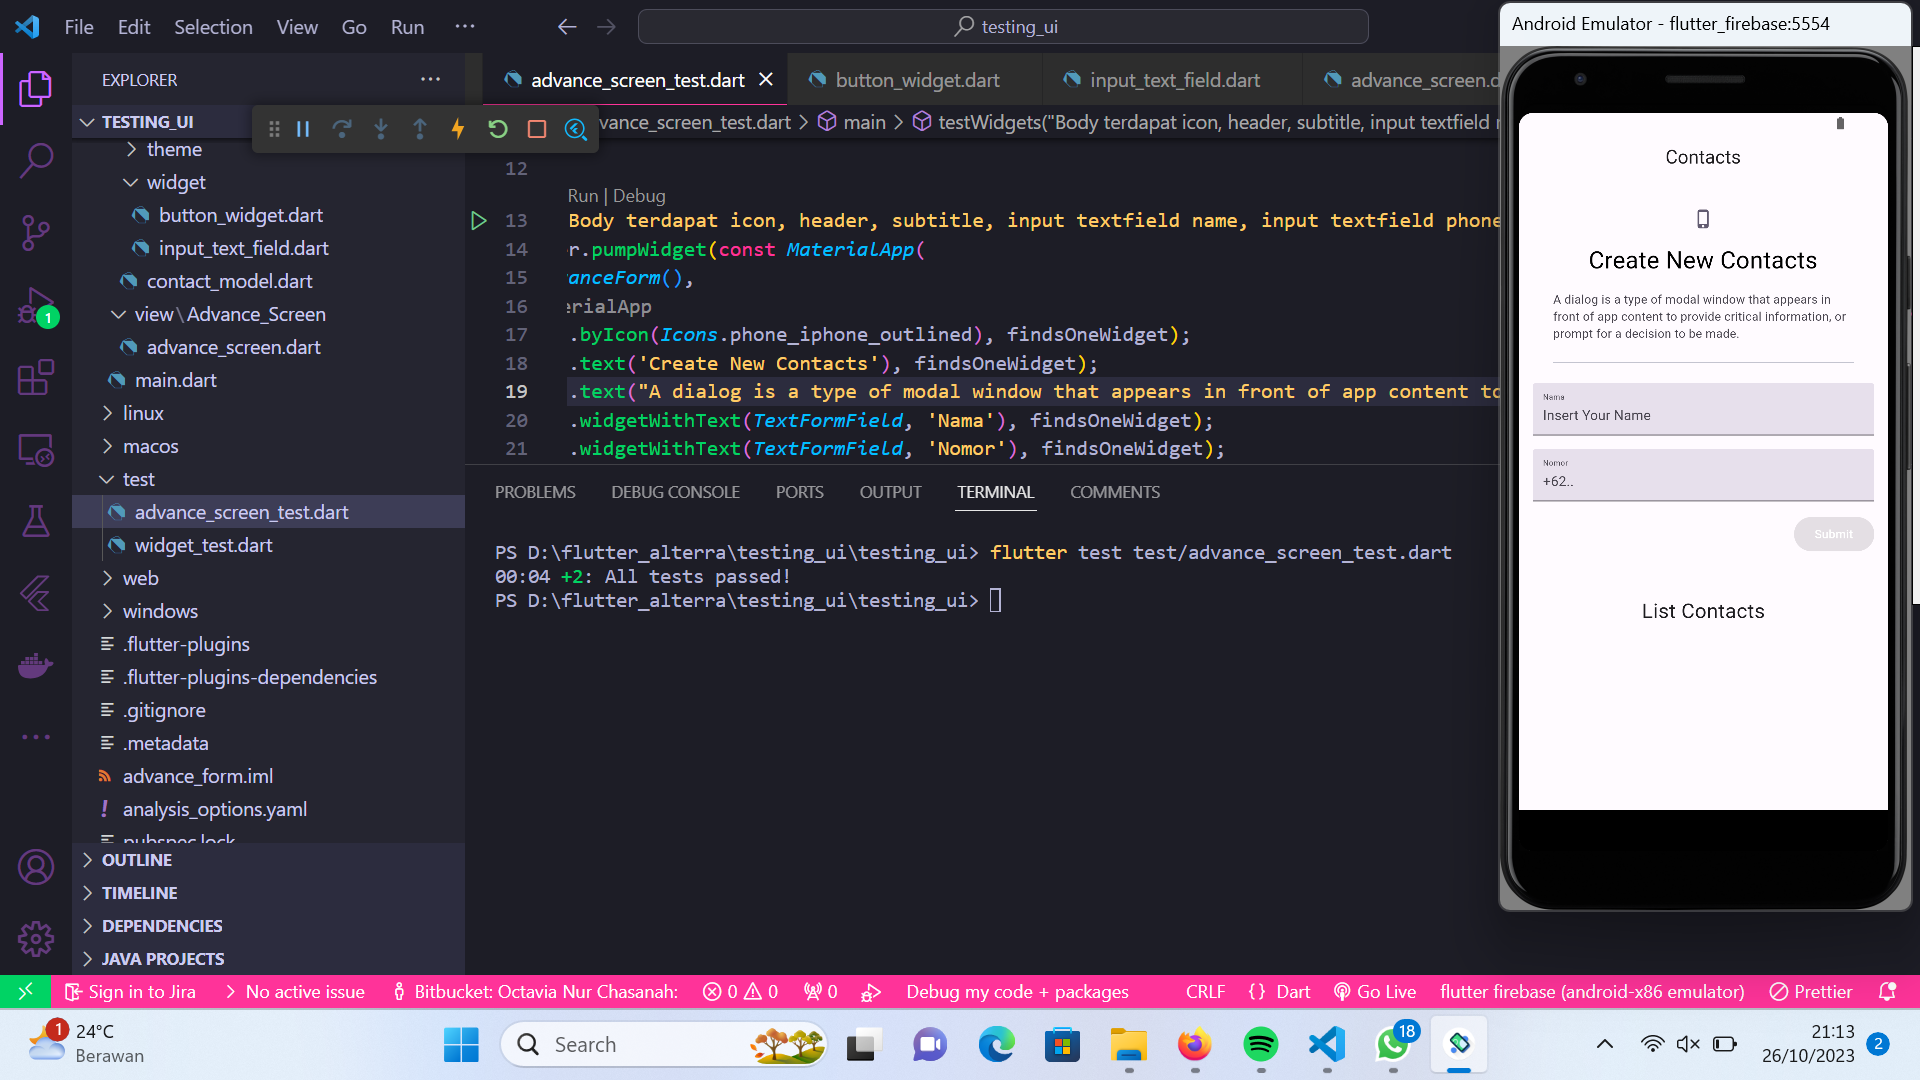 File Edit Selection View Go Run ···
testing_ui
Android Emulator - flutter_firebase:5554
EXPLORER
advance_screen_test.dart
button_widget.dart
input_text_field.dart
advance_screen.d
TESTING_UI
vance_screen_test.dart > main > testWidgets("Body terdapat icon, header, subtitle, input textfield
theme
widget
button_widget.dart
input_text_field.dart
contact_model.dart
view\Advance_Screen
advance_screen.dart
main.dart
linux
macos
test
advance_screen_test.dart
widget_test.dart
web
windows
.flutter-plugins
.flutter-plugins-dependencies
.gitignore
.metadata
advance_form.iml
analysis_options.yaml
pubspec.lock
OUTLINE
TIMELINE
DEPENDENCIES
JAVA PROJECTS
12
Run | Debug
13 Body terdapat icon, header, subtitle, input textfield name, input textfield phone
14 r.pumpWidget(const MaterialApp(
15 anceForm(),
16 erialApp
17 .byIcon(Icons.phone_iphone_outlined), findsOneWidget);
18 .text('Create New Contacts'), findsOneWidget);
19 .text("A dialog is a type of modal window that appears in front of app content to
20 .widgetWithText(TextFormField, 'Nama'), findsOneWidget);
21 .widgetWithText(TextFormField, 'Nomor'), findsOneWidget);
PROBLEMS DEBUG CONSOLE PORTS OUTPUT TERMINAL COMMENTS
PS D:\flutter_alterra\testing_ui\testing_ui> flutter test test/advance_screen_test.dart
00:04 +2: All tests passed!
PS D:\flutter_alterra\testing_ui\testing_ui>
Contacts
Create New Contacts
A dialog is a type of modal window that appears in
front of app content to provide critical information, or
prompt for a decision to be made.
Nama
Insert Your Name
Nomor
+62..
Submit
List Contacts
1
Sign in to Jira
No active issue
Bitbucket: Octavia Nur Chasanah:
0 0
0
Debug my code + packages
CRLF
{} Dart
Go Live
flutter firebase (android-x86 emulator)
Prettier
1
24°C
Berawan
Search
18
21:13
26/10/2023
2